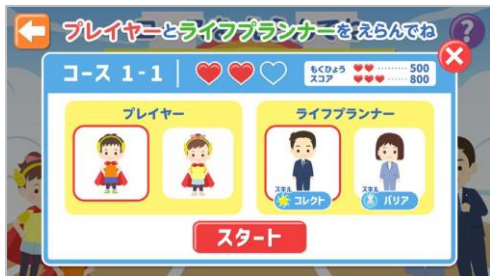 プレイヤーとライフプランナーを えらんでね
?
コース 1-1
もくひょう ………… 500
スコア ……… 800
プレイヤー
ライフプランナー
スキル コレクト
スキル バリア
スタート